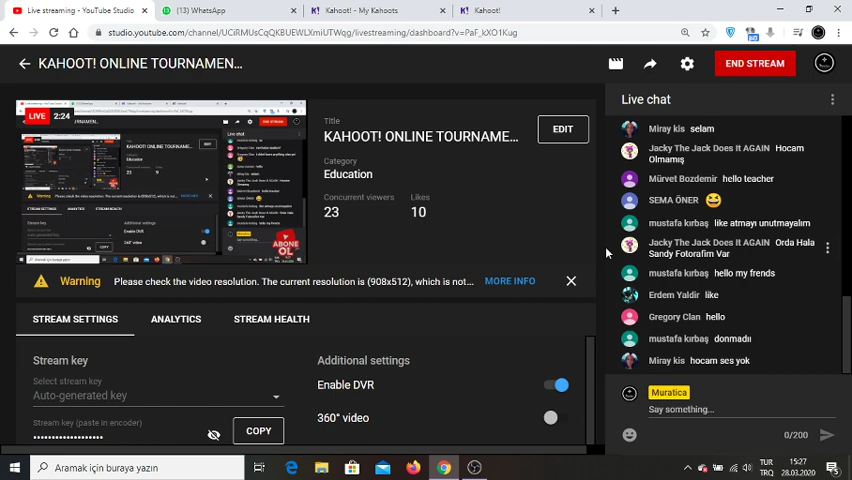 Live streaming - YouTube Studio
(13) WhatsApp
Kahoot! - My Kahoots
Kahoot!
studio.youtube.com/channel/UCiRMUsCqQBUEWLXmiUTWqg/livestreaming/dashboard?v=PaF_kXO1Kug
KAHOOT! ONLINE TOURNAMEN...
END STREAM
LIVE 2:24
Title
KAHOOT! ONLINE TOURNAME...
EDIT
Category
Education
Concurrent viewers
Likes
23
10
ABONE
OL
Warning
Please check the video resolution. The current resolution is (908x512), which is not...
MORE INFO
STREAM SETTINGS
ANALYTICS
STREAM HEALTH
Stream key
Select stream key
Auto-generated key
Stream key (paste in encoder)
COPY
Additional settings
Enable DVR
360° video
Live chat
Miray kis selam
Jacky The Jack Does It AGAIN Hocam
Olmamış
Mürvet Bozdemir hello teacher
SEMA ÖNER
mustafa kırbaş like atmayı unutmayalım
Jacky The Jack Does It AGAIN Orda Hala
Sandy Fotorafim Var
mustafa kırbaş hello my frends
Erdem Yaldir like
Gregory Clan hello
mustafa kırbaş donmadıı
Miray kis hocam ses yok
Muratica
Say something...
0/200
Aramak için buraya yazın
TUR
TRQ
15:27
28.03.2020
5